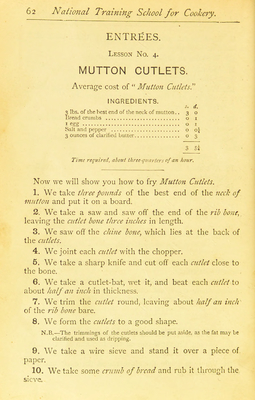 62 National Training School for Cookery.
ENTRÉES.
LESSON No. 4.
MUTTON CUTLETS.
Average cost of "Mutton Cutlets."
INGREDIENTS.
s. d.
3 lbs. of the best end of the neck of mutton.. 3 0
Bread crumbs 0 1
1 egg 0 1
Salt and pepper 0 0¼
3 ounces of clarified butter 0 3
3 5¼
Time required, about three-quarters of an hour.
Now we will show you how to fry Mutton Cutlets.
1. We take three pounds of the best end of the neck of
mutton and put it on a board.
2. We take a saw and saw off the end of the rib bone,
leaving the cutlet bone three inches in length.
3. We saw off the chine bone, which lies at the back of
the cutlets.
4. We joint each cutlet with the chopper.
5. We take a sharp knife and cut off each cutlet close to
the bone.
6. We take a cutlet-bat, wet it, and beat each cutlet to
about half an inch in thickness.
7. We trim the cutlet round, leaving about half an inch
of the rib bone bare.
8. We form the cutlets to a good shape.
N.B.—The trimmings of the cutlets should be put aside, as the fat may be
clarified and used as dripping.
9. We take a wire sieve and stand it over a piece of
paper.
10. We take some crumb of bread and rub it through the
sieve.